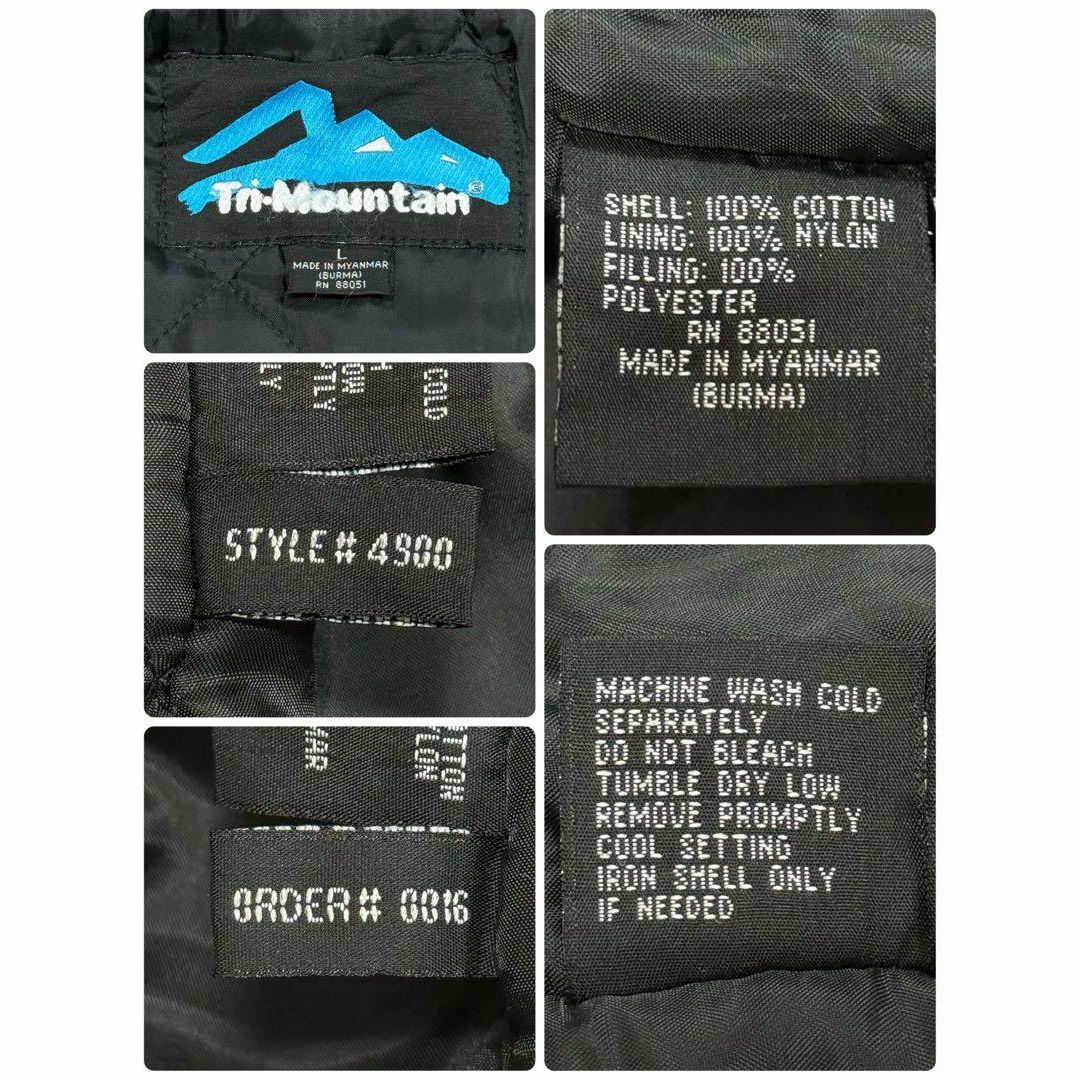 Tri-Mountain®
L
MADE IN MYANMAR
(BURMA)
RN 88051
SHELL: 100% COTTON
LINING: 100% NYLON
FILLING: 100%
POLYESTER
RN 88051
MADE IN MYANMAR
(BURMA)
COLD
STYLE# 4900
MACHINE WASH COLD
SEPARATELY
DO NOT BLEACH
TUMBLE DRY LOW
REMOVE PROMPTLY
COOL SETTING
IRON SHELL ONLY
IF NEEDED
ORDER# 0016